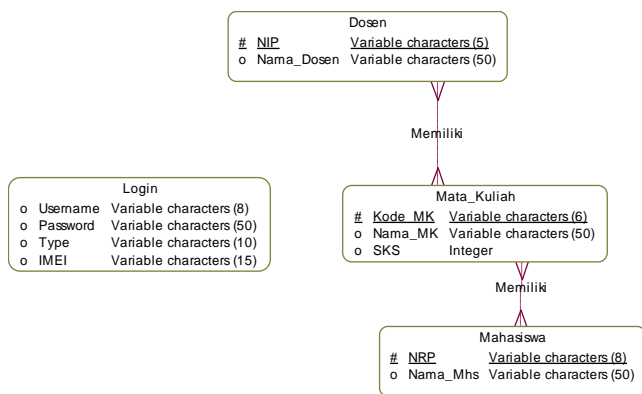 Dosen
# NIP Variable characters (5)
o Nama_Dosen Variable characters (50)
Memiliki
Login
o Username Variable characters (8)
o Password Variable characters (50)
o Type Variable characters (10)
o IMEI Variable characters (15)
Mata_Kuliah
# Kode_MK Variable characters (6)
o Nama_MK Variable characters (50)
o SKS Integer
Memiliki
Mahasiswa
# NRP Variable characters (8)
o Nama_Mhs Variable characters (50)